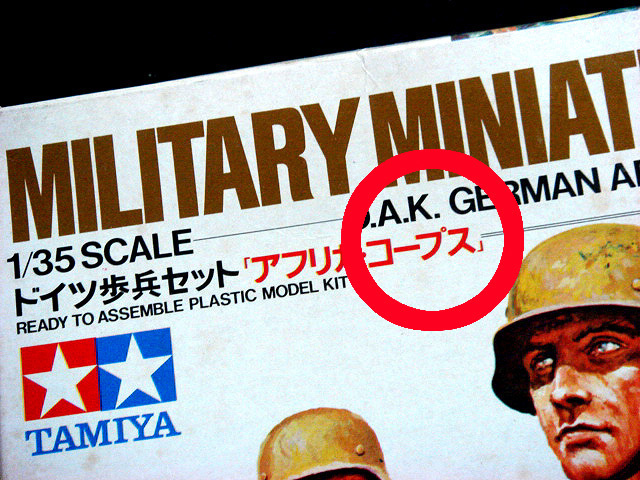 MILITARY MINIAT
1/35 SCALE
.A.K. GERMAN A
ドイツ歩兵セット「アフリカコープス」
READY TO ASSEMBLE PLASTIC MODEL KIT
TAMIYA